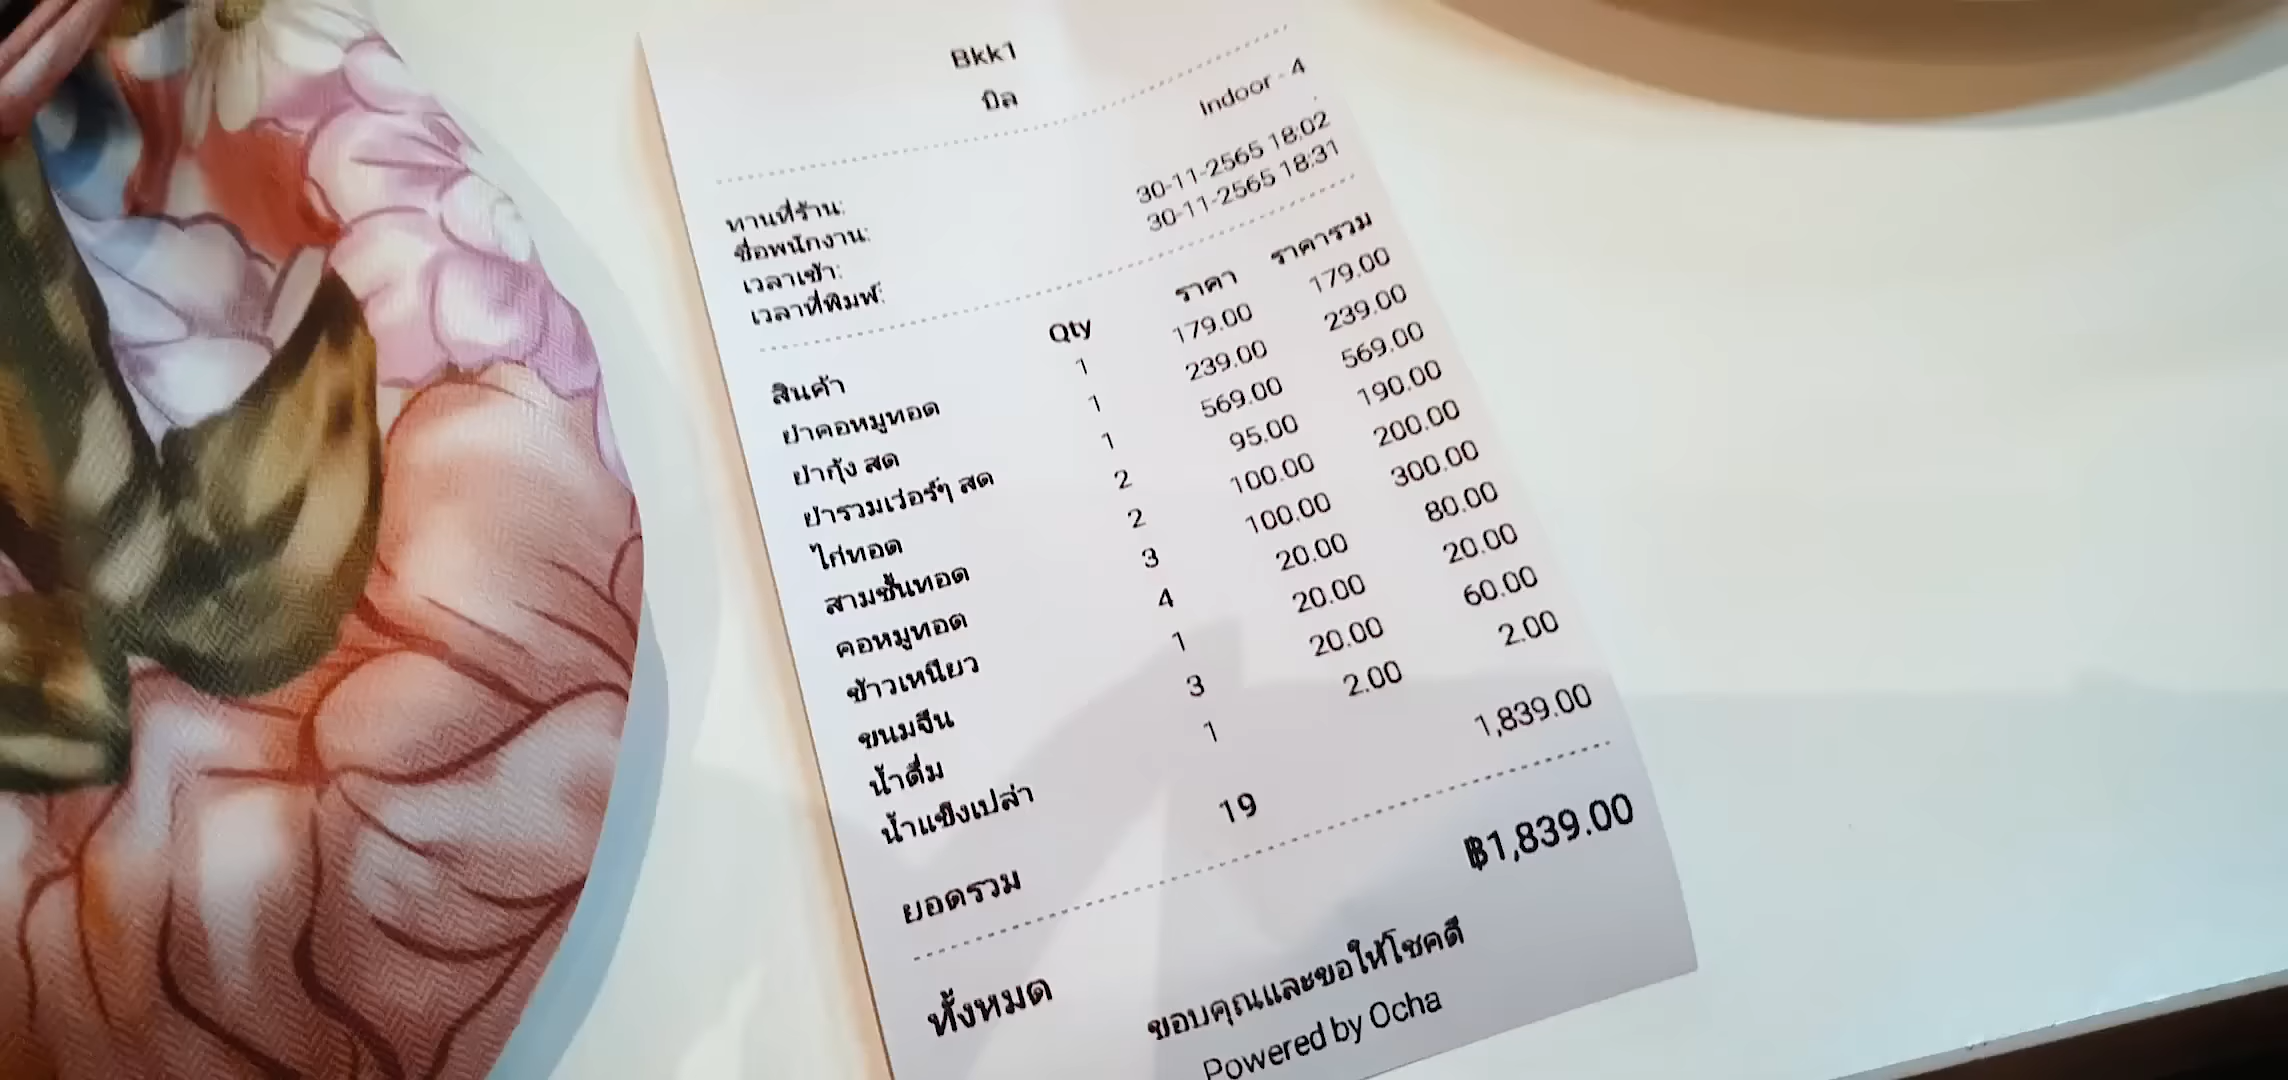 Bkk1
บิล
ทานที่ร้าน: Indoor - 4
ชื่อพนักงาน: .
เวลาเข้า: 30-11-2565 18:02
เวลาที่พิมพ์: 30-11-2565 18:31
สินค้า Qty ราคา ราคารวม
ยำคอหมูทอด 1 179.00 179.00
ยำกุ้ง สด 1 239.00 239.00
ยำรวมเว่อร์ๆ สด 1 569.00 569.00
ไก่ทอด 2 95.00 190.00
สามชั้นทอด 2 100.00 200.00
คอหมูทอด 3 100.00 300.00
ข้าวเหนียว 4 20.00 80.00
ขนมจีน 1 20.00 20.00
น้ำดื่ม 3 20.00 60.00
น้ำแข็งเปล่า 1 2.00 2.00
ยอดรวม 19 1,839.00
ทั้งหมด ฿1,839.00
ขอบคุณและขอให้โชคดี
Powered by Ocha